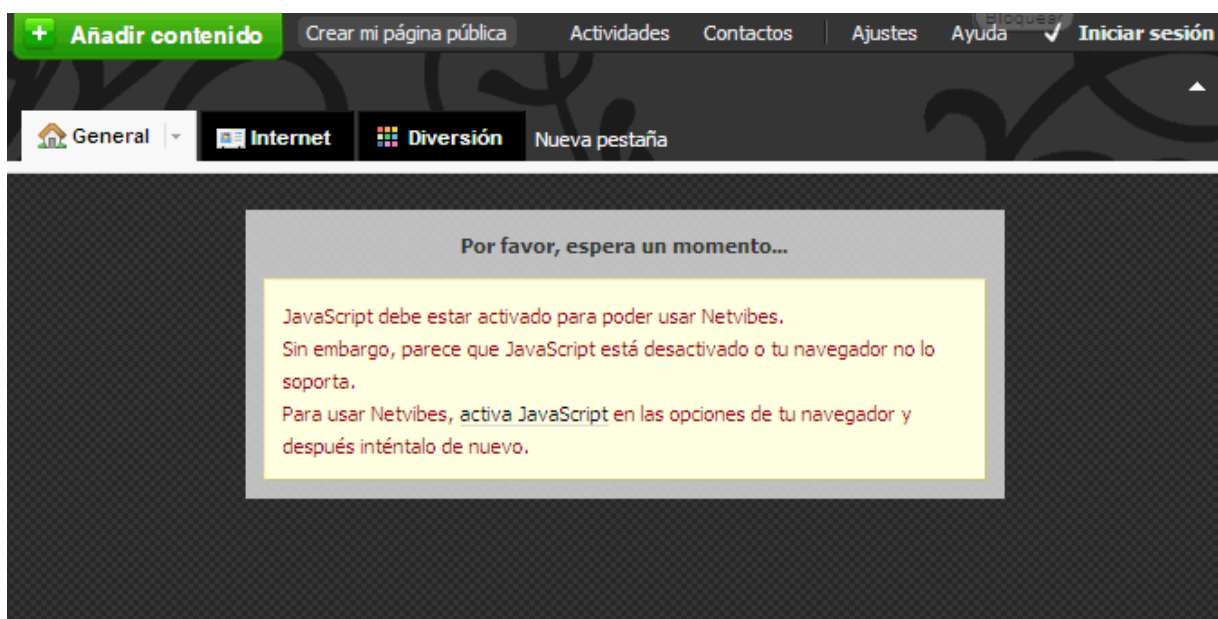 Bloquear
Añadir contenido Crear mi página pública Actividades Contactos Ajustes Ayuda Iniciar sesión
General Internet Diversión Nueva pestaña
Por favor, espera un momento...
JavaScript debe estar activado para poder usar Netvibes.
Sin embargo, parece que JavaScript está desactivado o tu navegador no lo
soporta.
Para usar Netvibes, activa JavaScript en las opciones de tu navegador y
después inténtalo de nuevo.